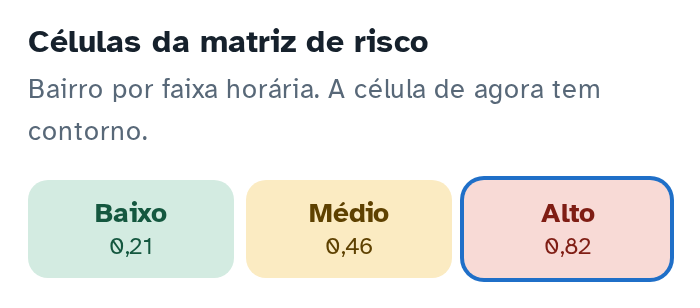 Células da matriz de risco
Bairro por faixa horária. A célula de agora tem
contorno.
Baixo
0,21
Médio
0,46
Alto
0,82